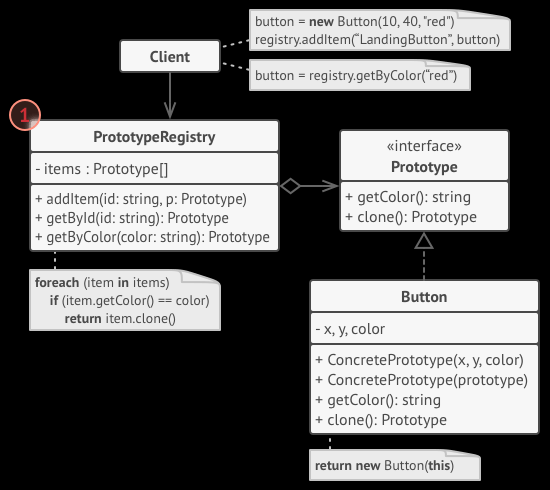 button = new Button(10, 40, "red")
registry.addItem(“LandingButton”, button)
Client
button = registry.getByColor(“red”)
1
PrototypeRegistry
- items : Prototype[]
+ addItem(id: string, p: Prototype)
+ getById(id: string): Prototype
+ getByColor(color: string): Prototype
«interface»
Prototype
+ getColor(): string
+ clone(): Prototype
foreach (item in items)
if (item.getColor() == color)
return item.clone()
Button
- x, y, color
+ ConcretePrototype(x, y, color)
+ ConcretePrototype(prototype)
+ getColor(): string
+ clone(): Prototype
return new Button(this)